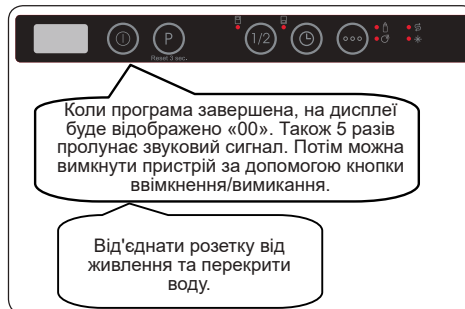 P
1/2
Reset 3 sec.
Коли програма завершена, на дисплеї
буде відображено «00». Також 5 разів
пролунає звуковий сигнал. Потім можна
вимкнути пристрій за допомогою кнопки
ввімкнення/вимикання.
Від'єднати розетку від
живлення та перекрити
воду.